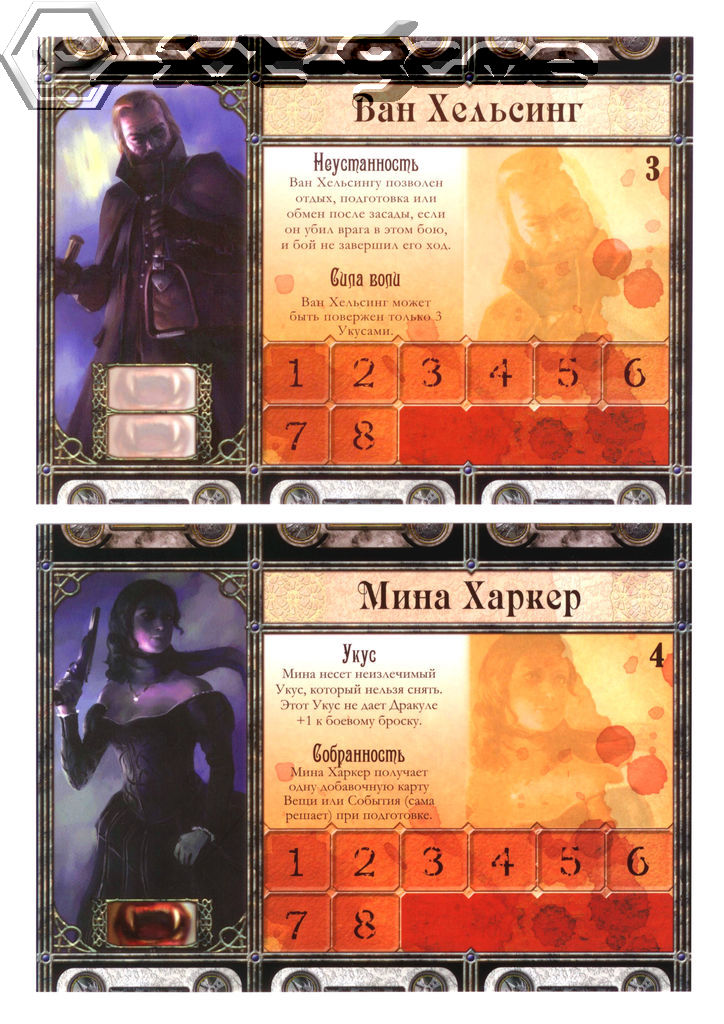 Ван Хельсинг
3
Неустанность
Ван Хельсингу позволен
отдых, подготовка или
обмен после засады, если
он убил врага в этом бою,
и бой не завершил его ход.
Сила воли
Ван Хельсинг может
быть повержен только 3
Укусами.
1 2 3 4 5 6
7 8
Мина Харкер
4
Укус
Мина несет неизлечимый
Укус, который нельзя снять.
Этот Укус не дает Дракуле
+1 к боевому броску.
Собранность
Мина Харкер получает
одну добавочную карту
Вещи или События (сама
решает) при подготовке.
1 2 3 4 5 6
7 8